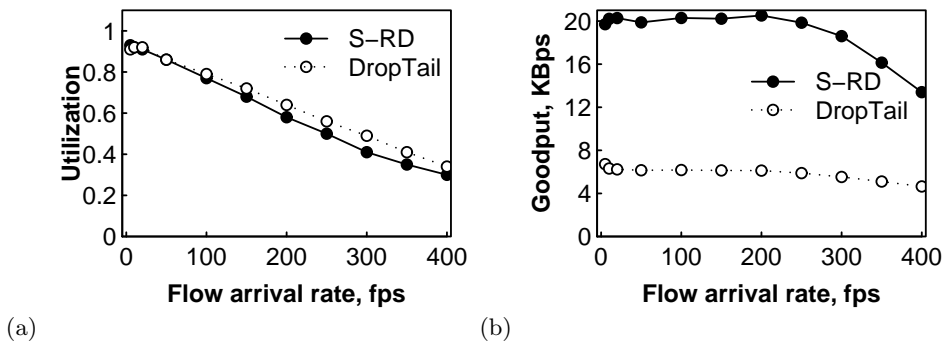 1
0.8
0.6
0.4
0.2
0
Utilization
S–RD
DropTail
0 100 200 300 400
Flow arrival rate, fps
(a)
20
16
12
8
4
0
Goodput, KBps
S–RD
DropTail
0 100 200 300 400
Flow arrival rate, fps
(b)